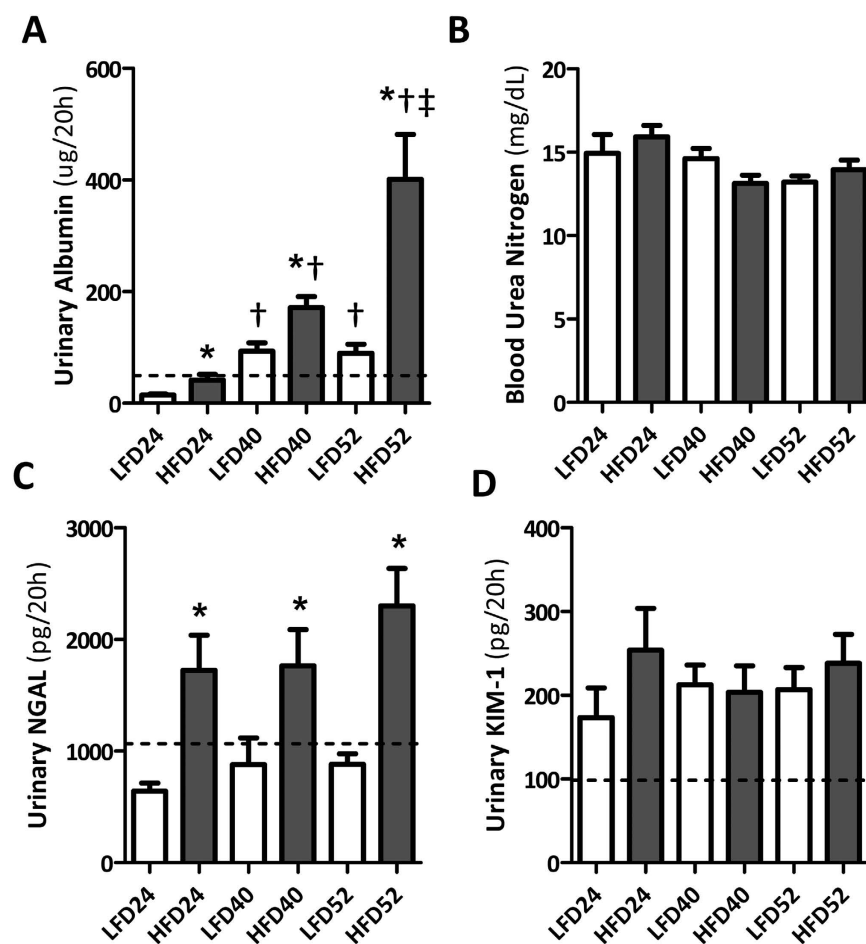 A
Urinary Albumin (ug/20h)
600
400
200
0
*
†
*†
†
*†‡
LFD24
HFD24
LFD40
HFD40
LFD52
HFD52
B
Blood Urea Nitrogen (mg/dL)
20
15
10
5
0
LFD24
HFD24
LFD40
HFD40
LFD52
HFD52
C
Urinary NGAL (pg/20h)
3000
2000
1000
0
*
*
*
LFD24
HFD24
LFD40
HFD40
LFD52
HFD52
D
Urinary KIM-1 (pg/20h)
400
300
200
100
0
LFD24
HFD24
LFD40
HFD40
LFD52
HFD52